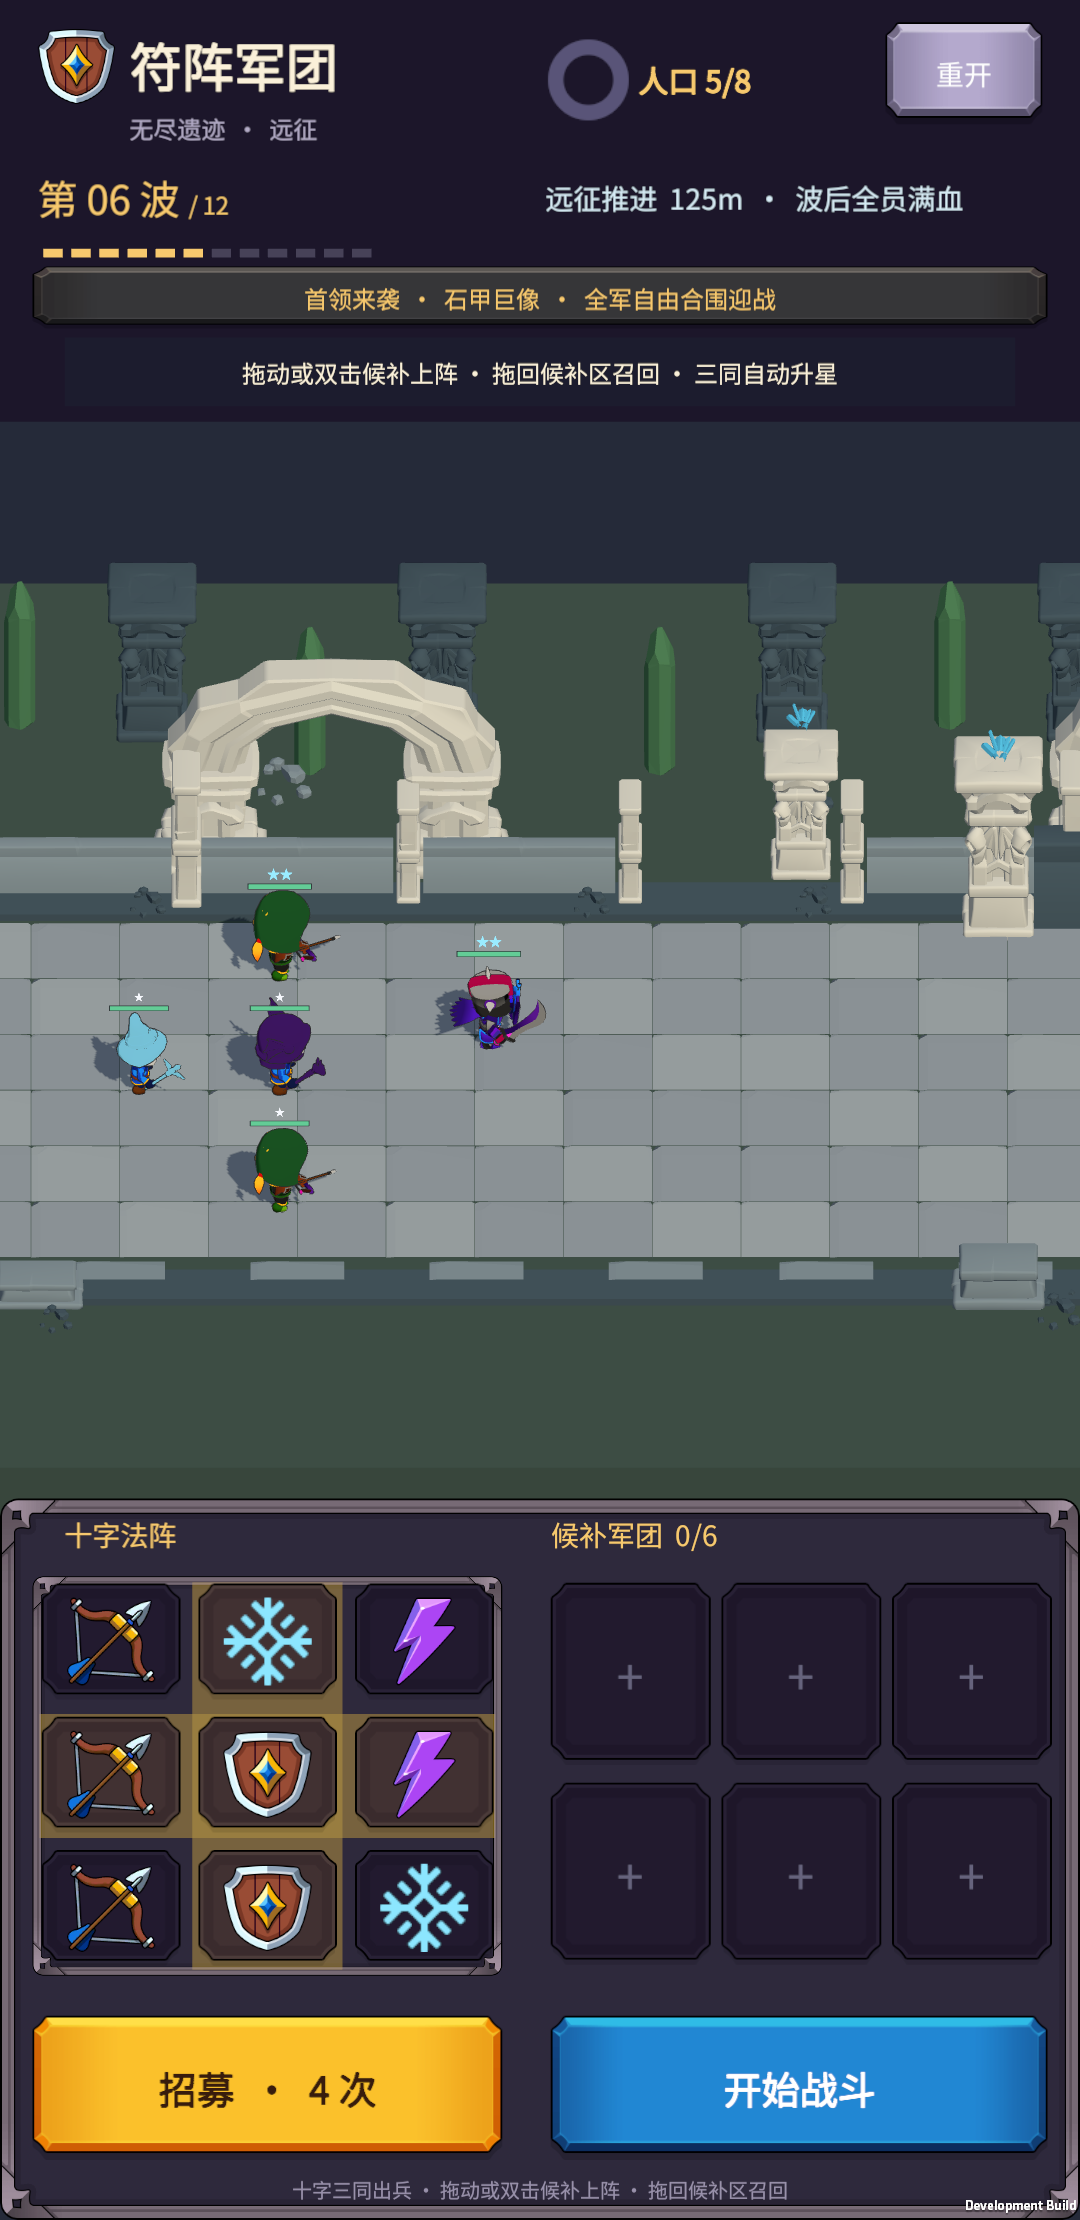 符阵军团
无尽遗迹 · 远征
人口 5/8
重开
第 06 波 / 12
远征推进 125m · 波后全员满血
首领来袭 · 石甲巨像 · 全军自由合围迎战
拖动或双击候补上阵 · 拖回候补区召回 · 三同自动升星
十字法阵
候补军团 0/6
招募 · 4 次
开始战斗
十字三同出兵 · 拖动或双击候补上阵 · 拖回候补区召回
Development Build